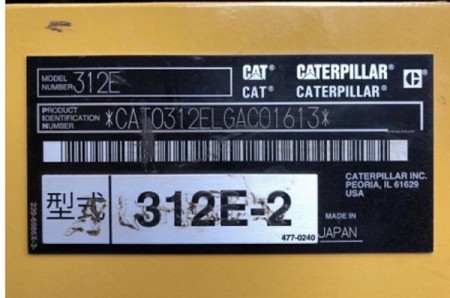 MODEL NUMBER 312E
CAT® CATERPILLAR® C
CAT® CATERPILLAR®
PRODUCT IDENTIFICATION NUMBER *CAT0312ELGAC01613*
CATERPILLAR INC.
PEORIA, IL 61629
USA
型式 312E-2
MADE IN
JAPAN
477-0240